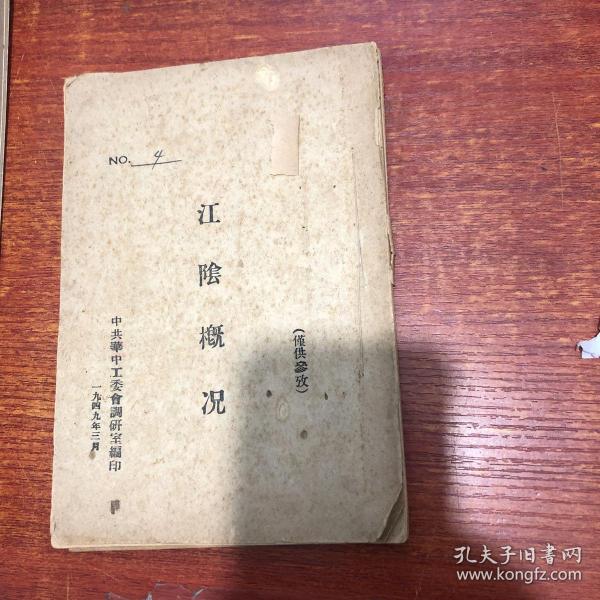 (僅供參攷)
江陰概況
NO. 4
中共華中工委會調研室編印
一九四九年三月
孔夫子旧书网
www.kongfz.com